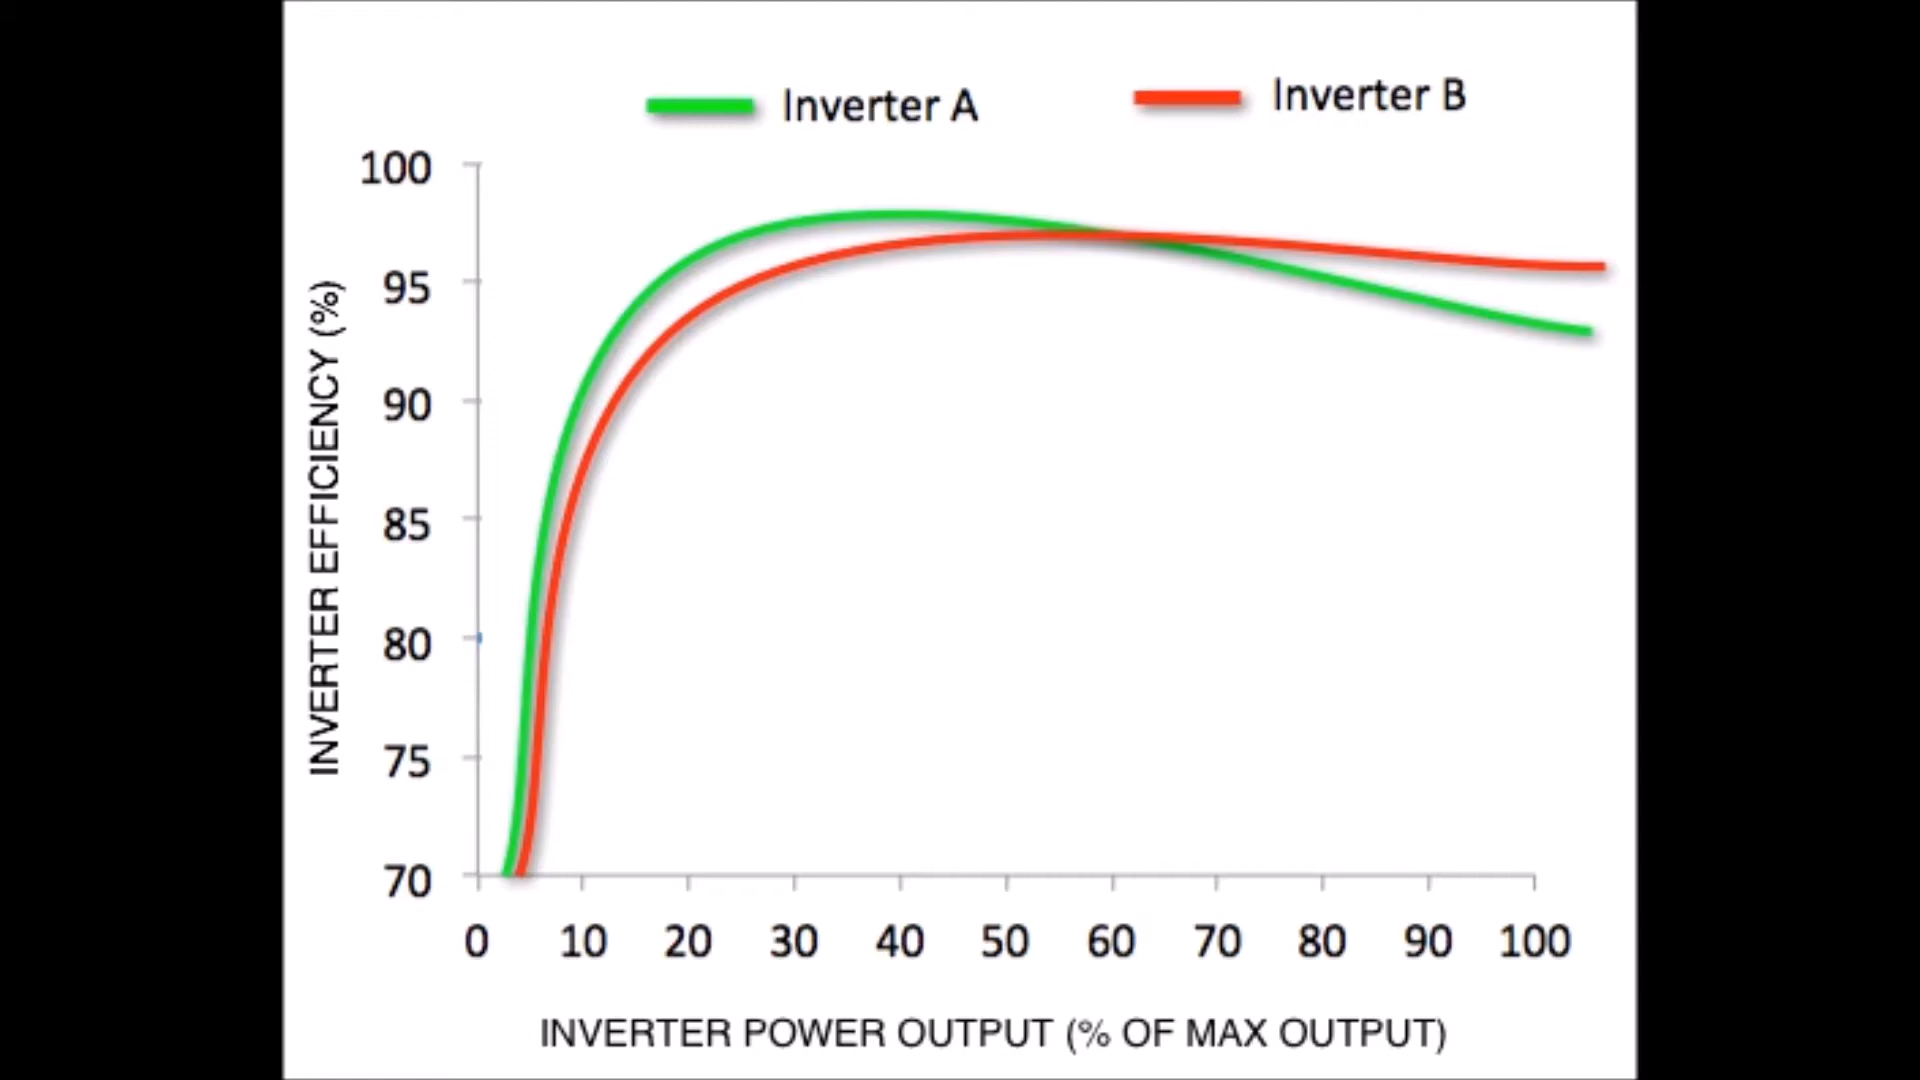 Inverter A
Inverter B
100
95
90
85
80
75
70
INVERTER EFFICIENCY (%)
0 10 20 30 40 50 60 70 80 90 100
INVERTER POWER OUTPUT (% OF MAX OUTPUT)